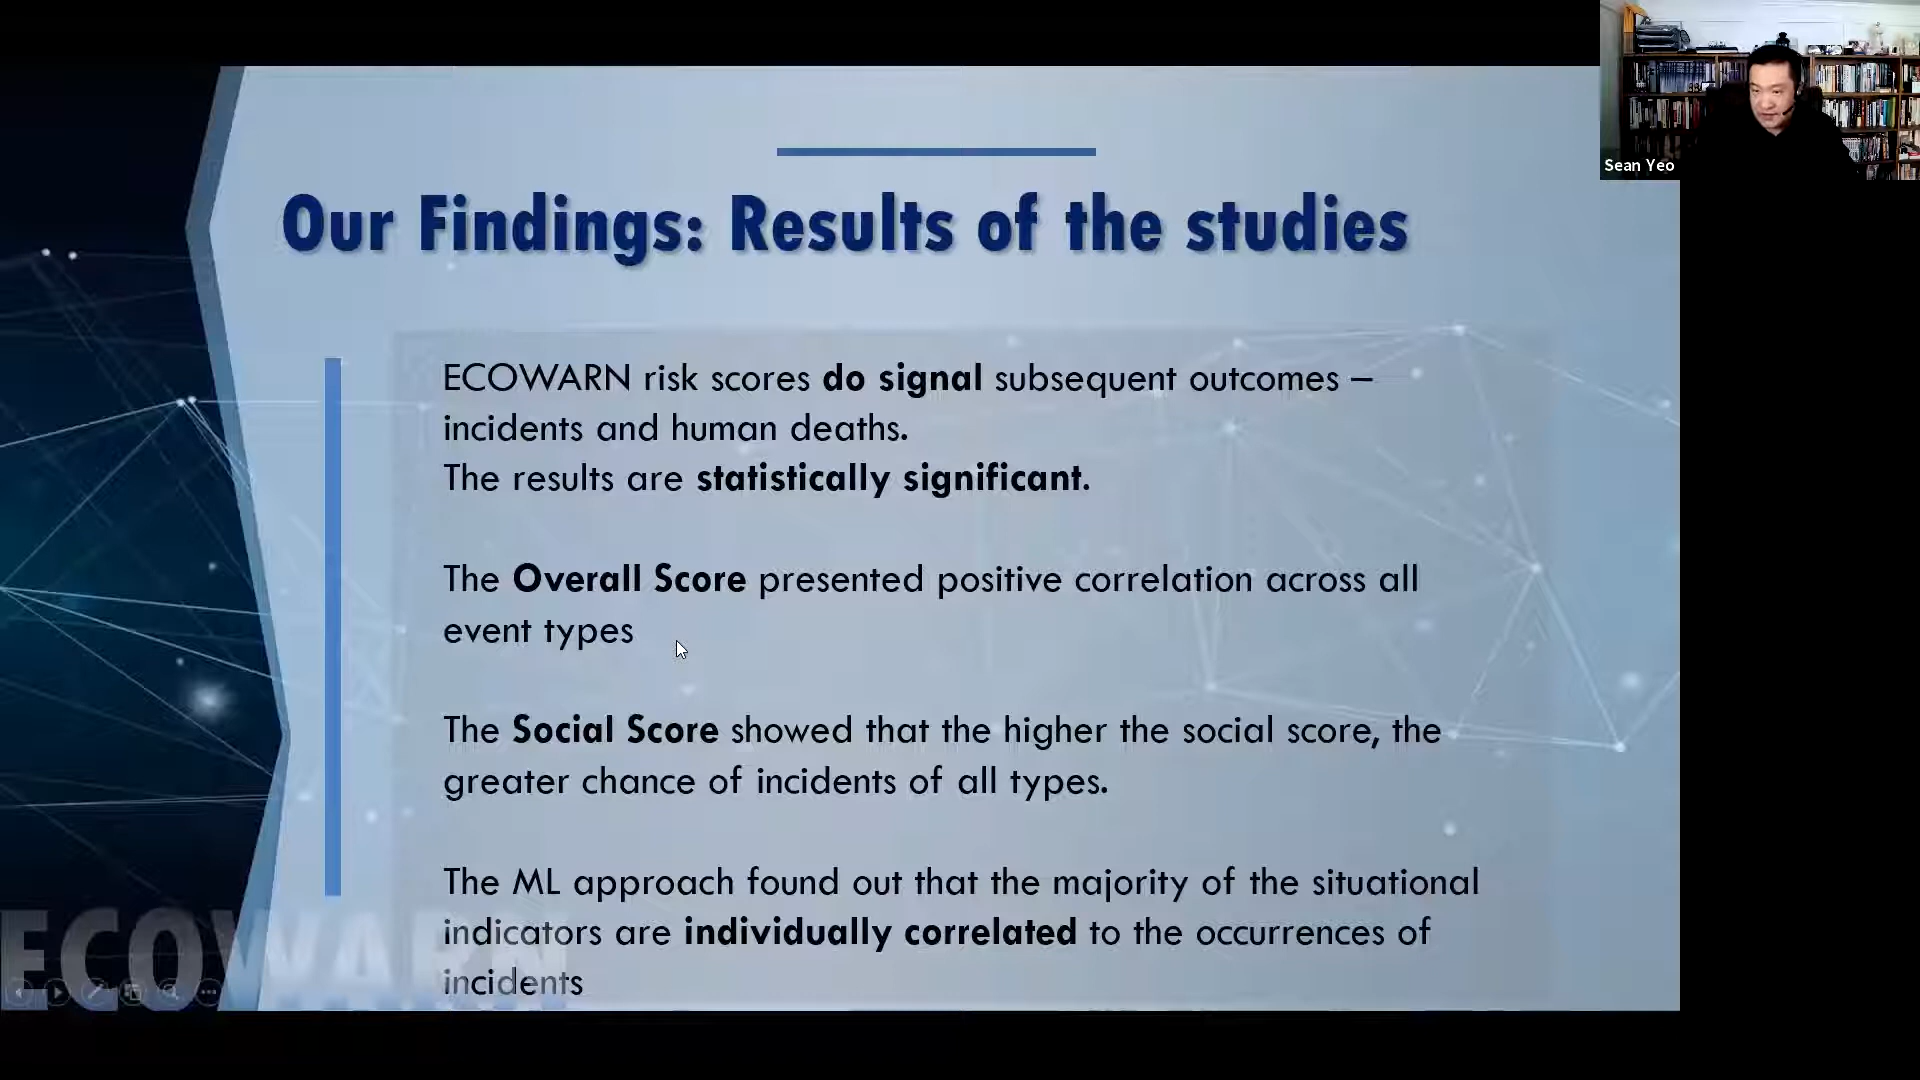 Sean Yeo
Our Findings: Results of the studies
ECOWARN risk scores do signal subsequent outcomes –
incidents and human deaths.
The results are statistically significant.
The Overall Score presented positive correlation across all
event types
The Social Score showed that the higher the social score, the
greater chance of incidents of all types.
The ML approach found out that the majority of the situational
indicators are individually correlated to the occurrences of
incidents
ECOWARN